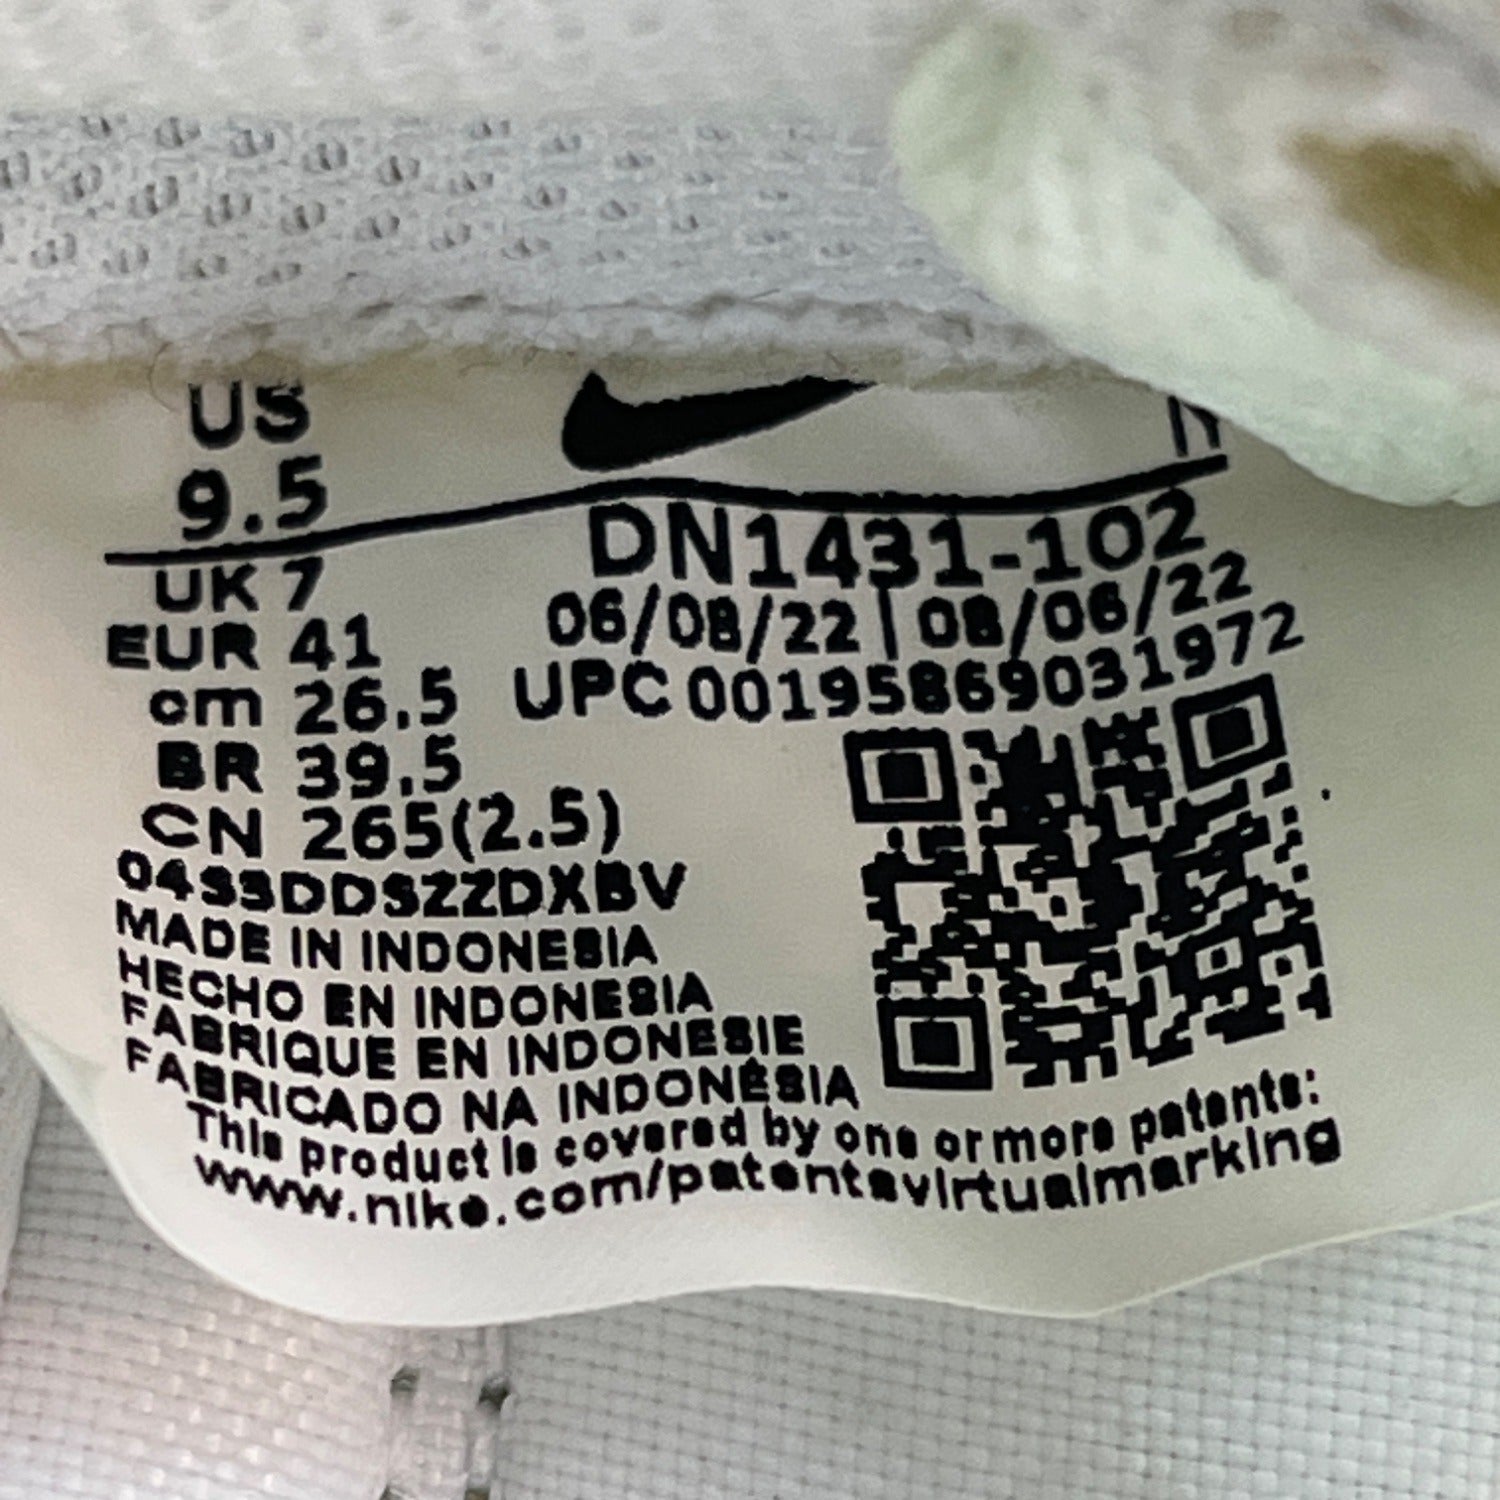 US
9.5
UK 7
EUR 41
cm 26.5
BR 39.5
CN 265(2.5)
DN1431-102
06/08/22 | 08/06/22
UPC 00195869031972
MADE IN INDONESIA
HECHO EN INDONESIA
FABRIQUE EN INDONESIE
FABRICADO NA INDONÉSIA
This product is covered by one or more patents:
www.nike.com/patentsvirtualmarking